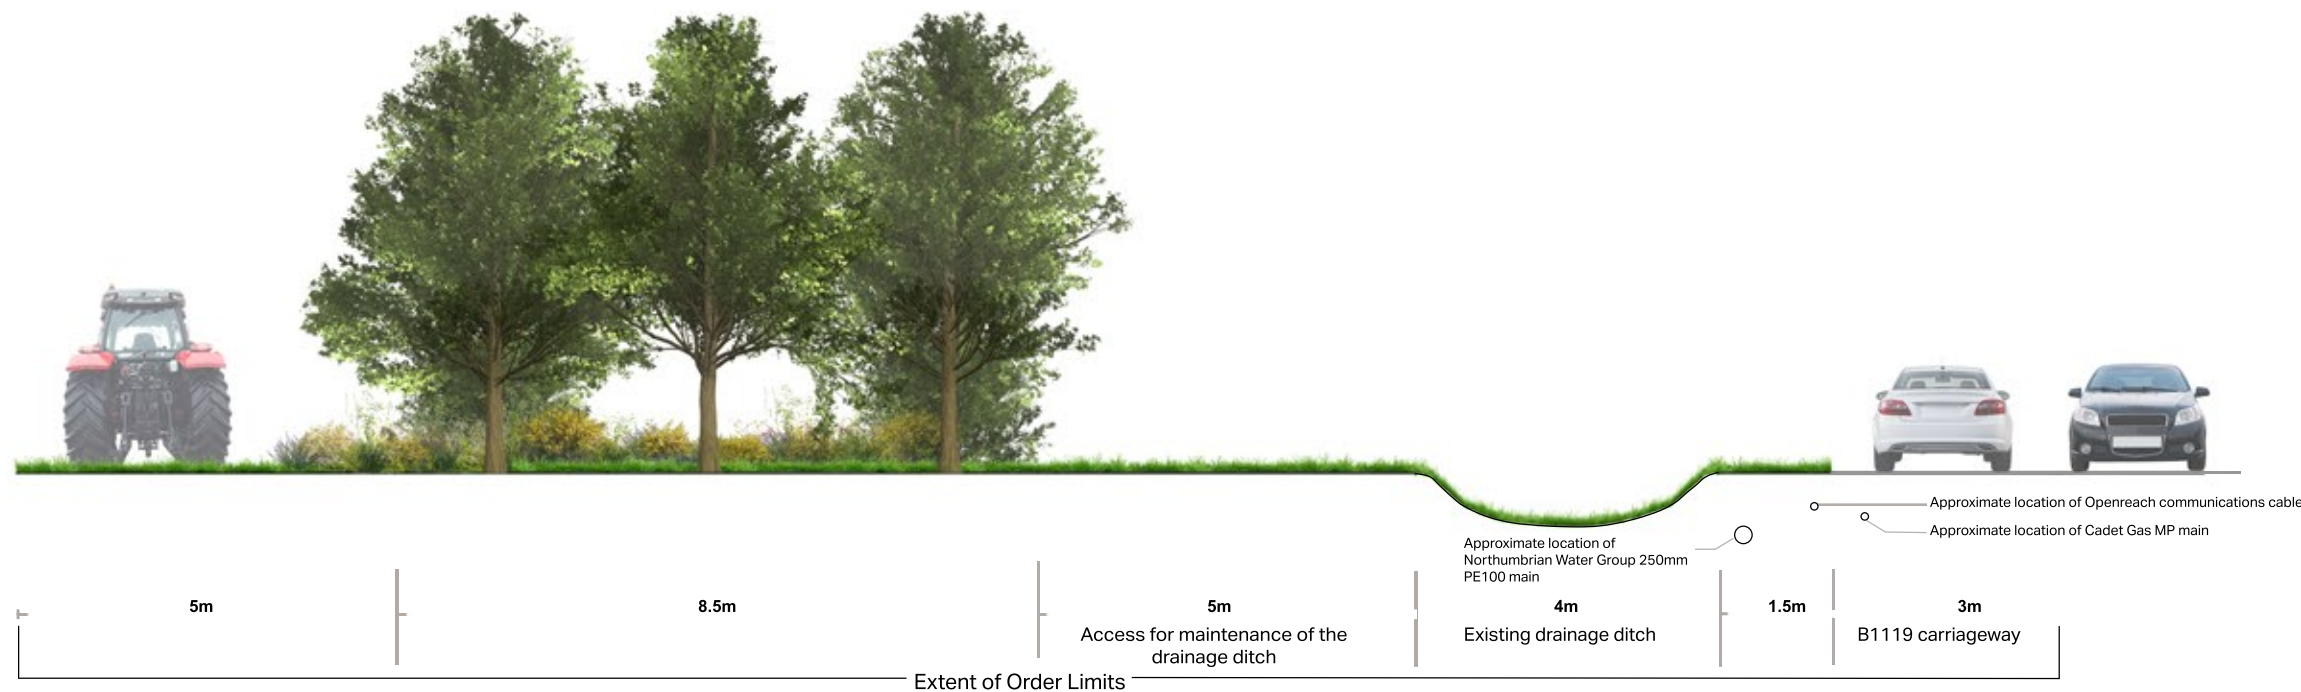 Approximate location of Openreach communications cable
Approximate location of Cadet Gas MP main
Approximate location of
Northumbrian Water Group 250mm
PE100 main
5m
8.5m
5m
4m
1.5m
3m
Access for maintenance of the
drainage ditch
Existing drainage ditch
B1119 carriageway
Extent of Order Limits